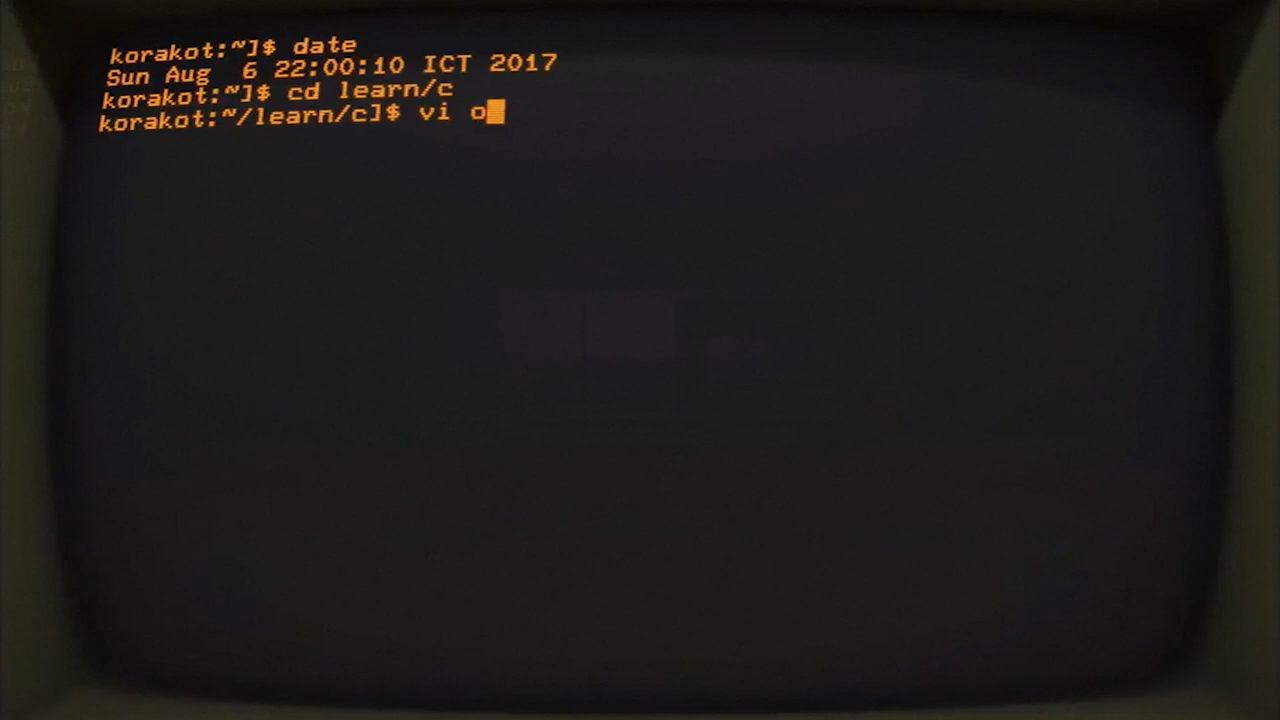 korakot:~]$ date
Sun Aug  6 22:00:10 ICT 2017
korakot:~]$ cd learn/c
korakot:~/learn/c]$ vi o